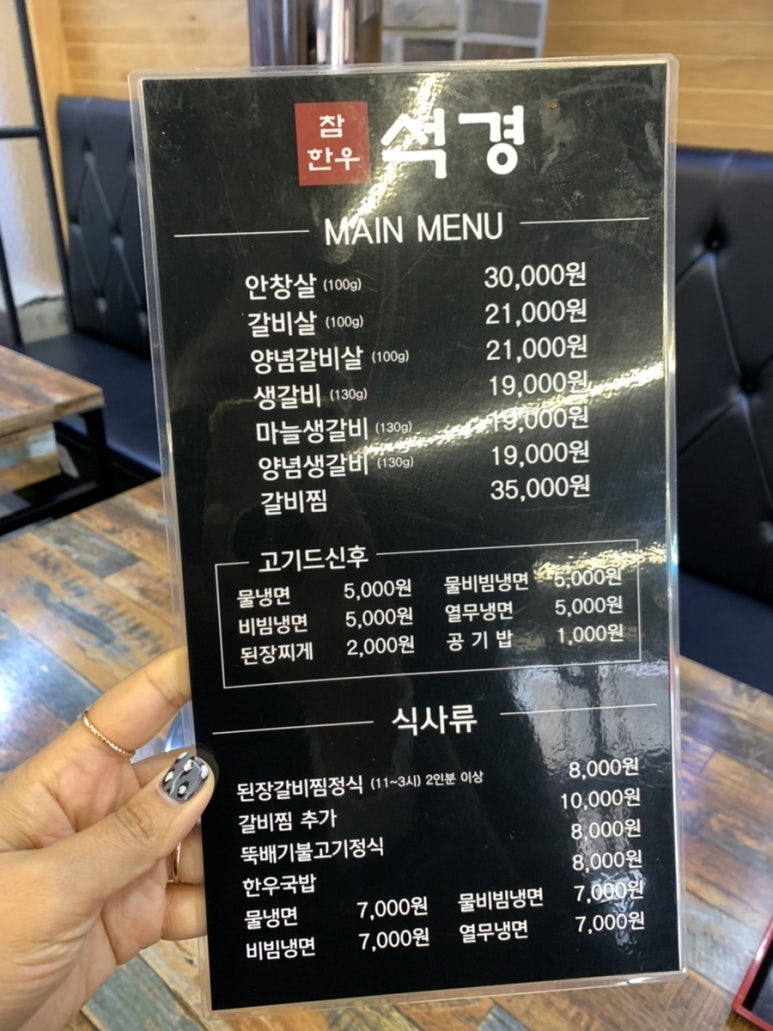 참
한우
석경
MAIN MENU
안창살 (100g) 30,000원
갈비살 (100g) 21,000원
양념갈비살 (100g) 21,000원
생갈비 (130g) 19,000원
마늘생갈비 (130g) 19,000원
양념생갈비 (130g) 19,000원
갈비찜 35,000원
고기드신후
물냉면 5,000원 물비빔냉면 5,000원
비빔냉면 5,000원 열무냉면 5,000원
된장찌게 2,000원 공 기 밥 1,000원
식사류
된장갈비찜정식 (11~3시) 2인분 이상 8,000원
갈비찜 추가 10,000원
뚝배기불고기정식 8,000원
한우국밥 8,000원
물냉면 7,000원 물비빔냉면 7,000원
비빔냉면 7,000원 열무냉면 7,000원